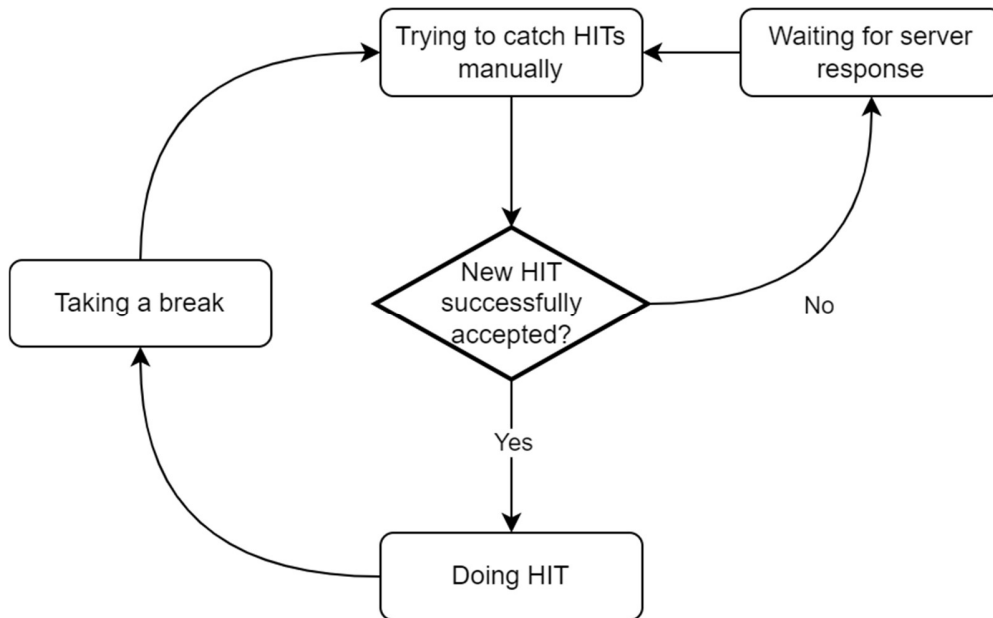 Trying to catch HITs
manually
Waiting for server
response
New HIT
successfully
accepted?
No
Taking a break
Yes
Doing HIT